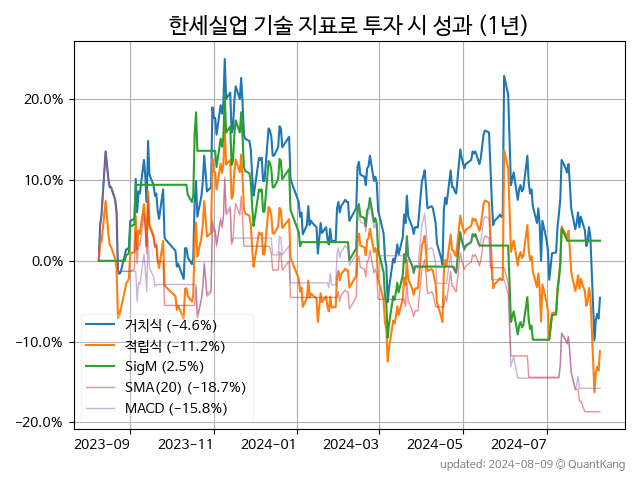 한세실업 기술 지표로 투자 시 성과 (1년)
20.0%
10.0%
0.0%
−10.0%
−20.0%
거치식 (−4.6%)
적립식 (−11.2%)
SigM (2.5%)
SMA(20) (−18.7%)
MACD (−15.8%)
2023-09
2023-11
2024-01
2024-03
2024-05
2024-07
updated: 2024-08-09 © QuantKang